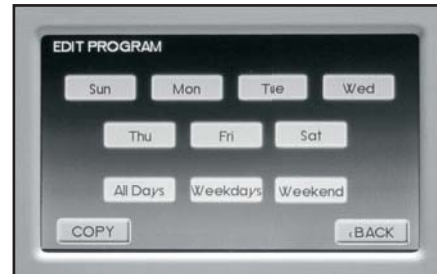 EDIT PROGRAM
Sun Mon Tue Wed
Thu Fri Sat
All Days Weekdays Weekend
COPY ‹BACK